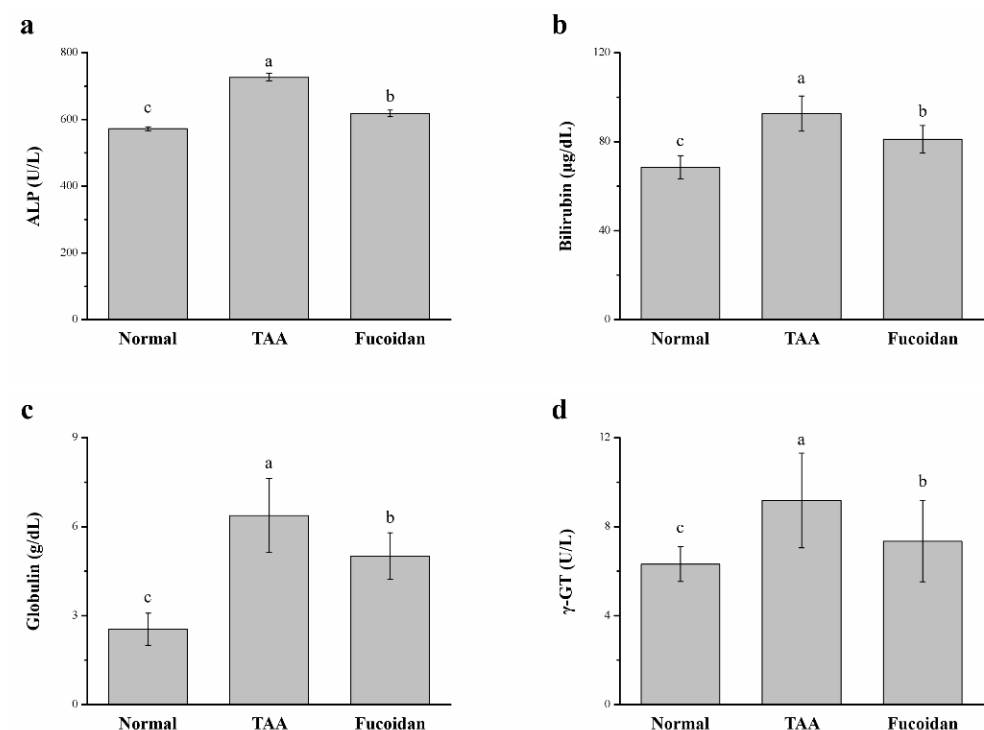 a
800
600
400
200
0
ALP (U/L)
c
a
b
Normal TAA Fucoidan
b
120
80
40
0
Bilirubin (μg/dL)
c
a
b
Normal TAA Fucoidan
c
9
6
3
0
Globulin (g/dL)
c
a
b
Normal TAA Fucoidan
d
12
8
4
0
γ-GT (U/L)
c
a
b
Normal TAA Fucoidan